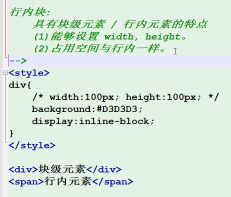 行内块:
具有块级元素 / 行内元素的特点
(1)能够设置 width, height。
(2)占用空间与行内一样。
-->
<style>
div{
/* width:100px; height:100px; */
background:#D3D3D3;
display:inline-block;
}
</style>
<div>块级元素</div>
<span>行内元素</span>